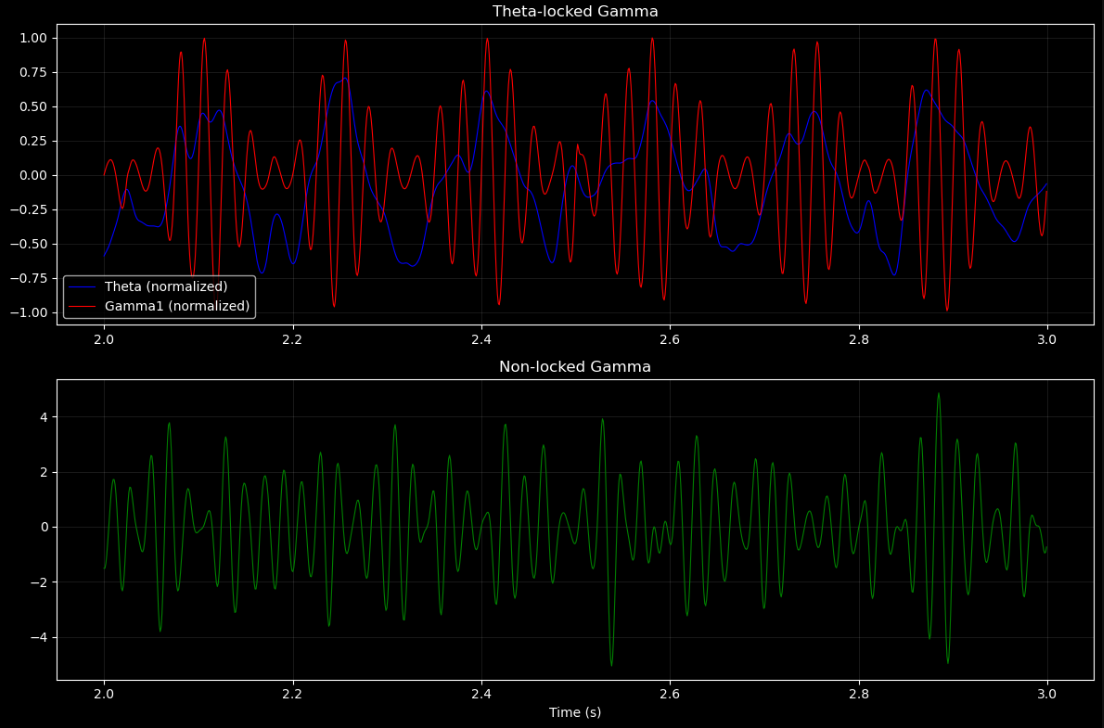 Theta-locked Gamma
1.00
0.75
0.50
0.25
0.00
−0.25
−0.50
−0.75
−1.00
Theta (normalized)
Gamma1 (normalized)
2.0 2.2 2.4 2.6 2.8 3.0
Non-locked Gamma
4
2
0
−2
−4
2.0 2.2 2.4 2.6 2.8 3.0
Time (s)